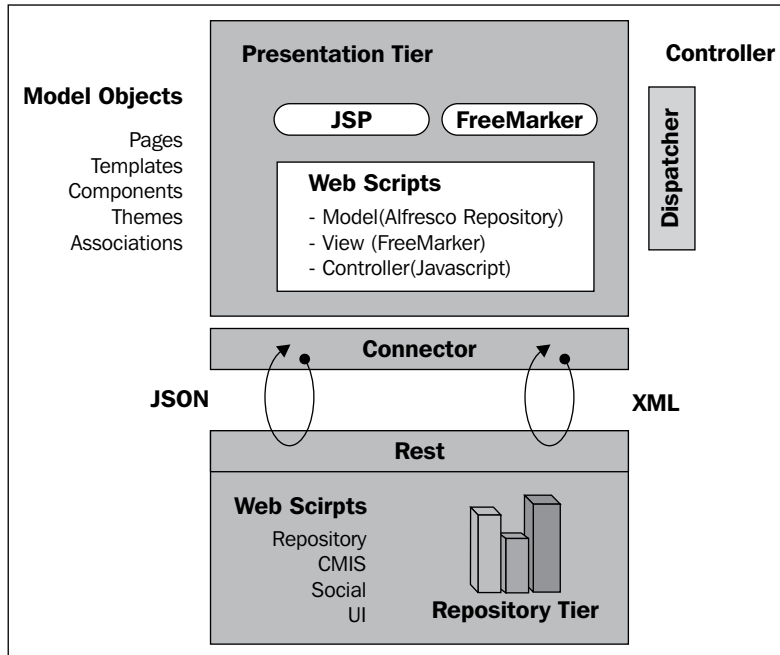 Presentation Tier
Controller
Model Objects
Pages
Templates
Components
Themes
Associations
JSP
FreeMarker
Web Scripts
- Model(Alfresco Repository)
- View (FreeMarker)
- Controller(Javascript)
Dispatcher
Connector
JSON
XML
Rest
Web Scirpts
Repository
CMIS
Social
UI
Repository Tier